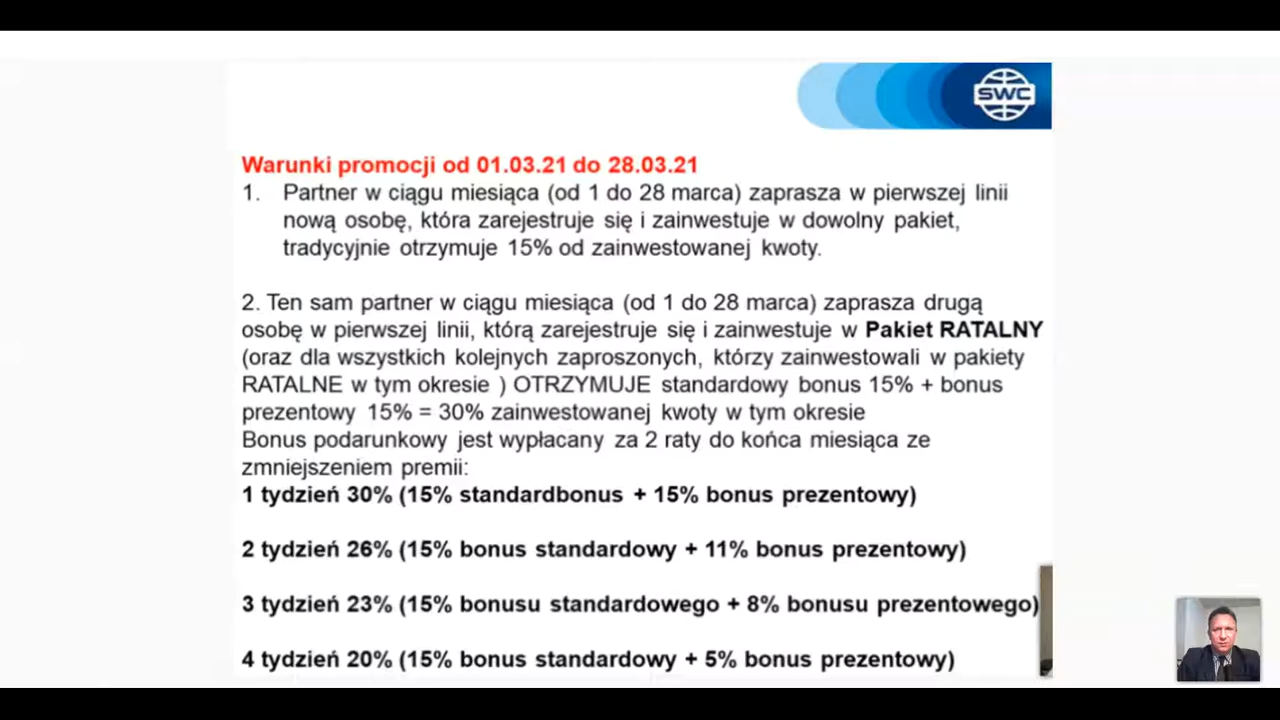 SWC
Warunki promocji od 01.03.21 do 28.03.21
1. Partner w ciągu miesiąca (od 1 do 28 marca) zaprasza w pierwszej linii
nową osobę, która zarejestruje się i zainwestuje w dowolny pakiet,
tradycyjnie otrzymuje 15% od zainwestowanej kwoty.
2. Ten sam partner w ciągu miesiąca (od 1 do 28 marca) zaprasza drugą
osobę w pierwszej linii, którą zarejestruje się i zainwestuje w Pakiet RATALNY
(oraz dla wszystkich kolejnych zaproszonych, którzy zainwestowali w pakiety
RATALNE w tym okresie ) OTRZYMUJE standardowy bonus 15% + bonus
prezentowy 15% = 30% zainwestowanej kwoty w tym okresie
Bonus podarunkowy jest wypłacany za 2 raty do końca miesiąca ze
zmniejszeniem premii:
1 tydzień 30% (15% standardbonus + 15% bonus prezentowy)
2 tydzień 26% (15% bonus standardowy + 11% bonus prezentowy)
3 tydzień 23% (15% bonusu standardowego + 8% bonusu prezentowego)
4 tydzień 20% (15% bonus standardowy + 5% bonus prezentowy)